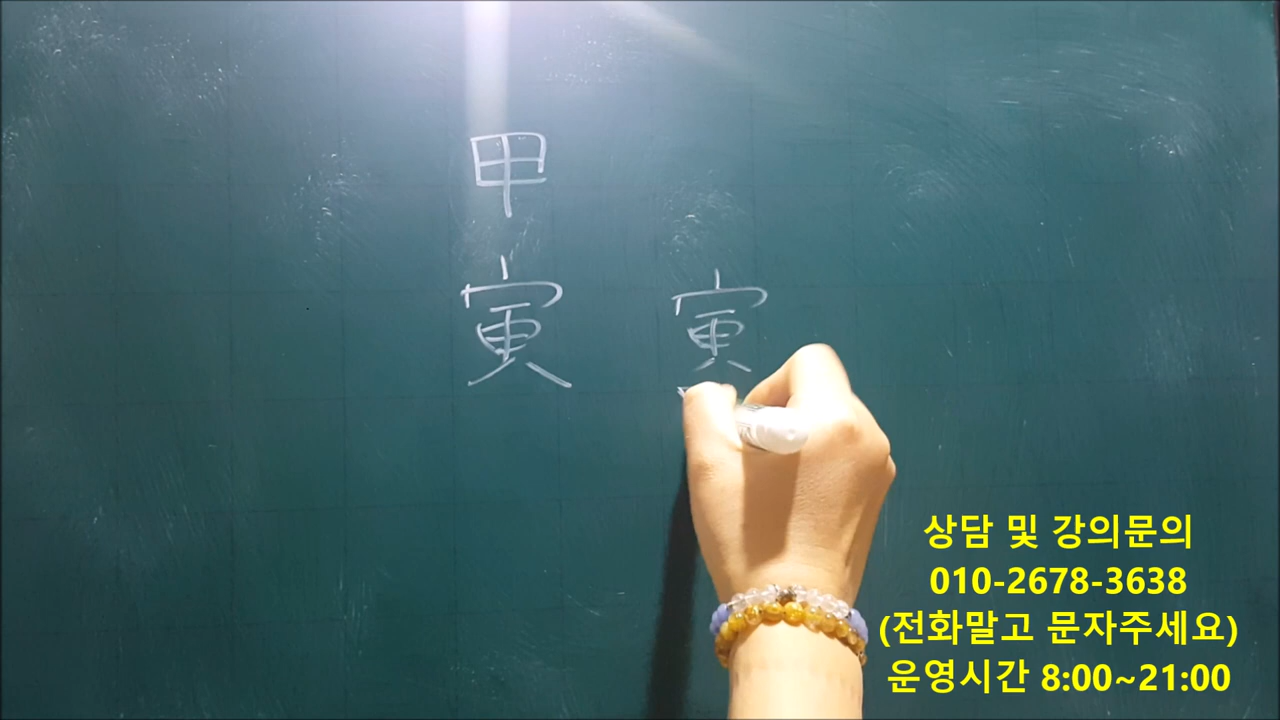 甲
寅 寅
상담 및 강의문의
010-2678-3638
(전화말고 문자주세요)
운영시간 8:00~21:00